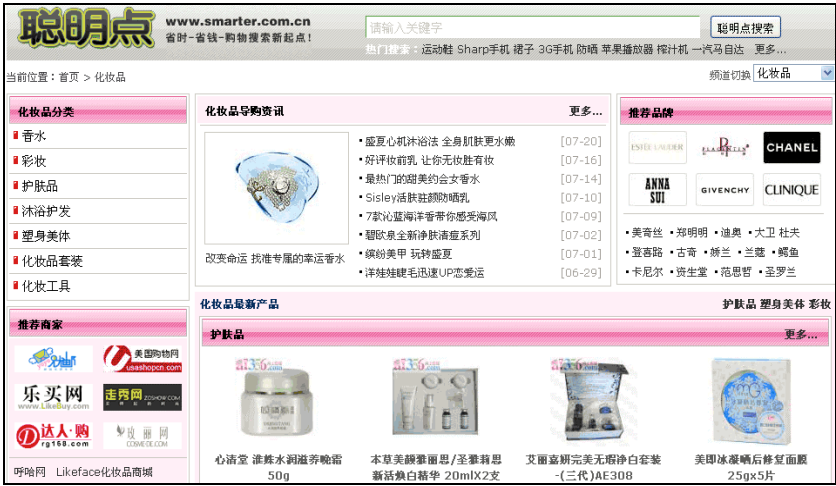 聪明点
www.smarter.com.cn
省时-省钱-购物搜索新起点！
请输入关键字
聪明点搜索
热门搜索：运动鞋 Sharp手机 裙子 3G手机 防晒 苹果播放器 榨汁机 一汽马自达 更多...
当前位置：首页 > 化妆品
频道切换 化妆品
化妆品分类
香水
彩妆
护肤品
沐浴护发
塑身美体
化妆品套装
化妆工具
推荐商家
美国购物网
usashopcn.com
乐买网
www.LikeBuy.com
走秀网 ZOSHOW.COM
达人·购
rg168.com
玫丽网
COSME-DE.COM
呼哈网 Likeface化妆品商城
化妆品导购资讯 更多...
改变命运 找准专属的幸运香水
盛夏心机沐浴法 全身肌肤更水嫩 [07-20]
好评妆前乳 让你无妆胜有妆 [07-16]
最热门的甜美约会女香水 [07-14]
Sisley活肤驻颜防晒乳 [07-10]
7款沁蓝海洋香带你感受海风 [07-09]
碧欧泉全新净肤清痘系列 [07-02]
缤纷美甲 玩转盛夏 [07-01]
洋娃娃睫毛迅速UP恋爱运 [06-29]
推荐品牌
ESTĒE LAUDER
CHANEL
ANNA
SUI
GIVENCHY
CLINIQUE
美奇丝 郑明明 迪奥 大卫 杜夫
登喜路 古奇 娇兰 兰蔻 鳄鱼
卡尼尔 资生堂 范思哲 圣罗兰
化妆品最新产品 护肤品 塑身美体 彩妆
护肤品 更多...
心洁堂 淮姝水润滋养晚霜
50g
本草美颜雅丽思/圣雅莉思
新活焕白精华 20mlX2支
艾丽嘉妍完美无瑕净白套装
-(三代)AE308
美即冰凝晒后修复面膜
25gx5片